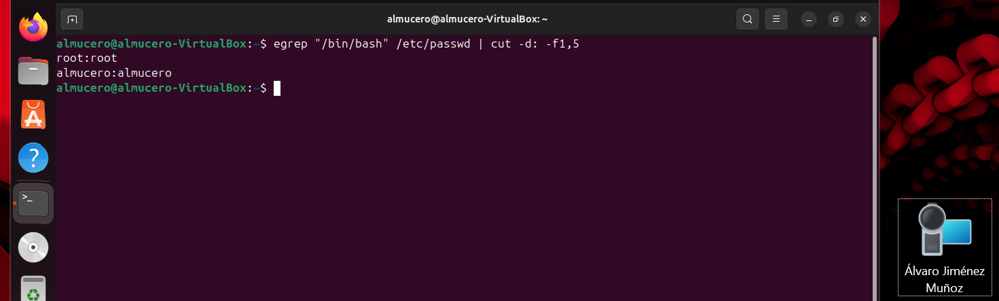 almucero@almucero-VirtualBox: ~
almucero@almucero-VirtualBox:~$ egrep "/bin/bash" /etc/passwd | cut -d: -f1,5
root:root
almucero:almucero
almucero@almucero-VirtualBox:~$
>_
?
Álvaro Jiménez
Muñoz